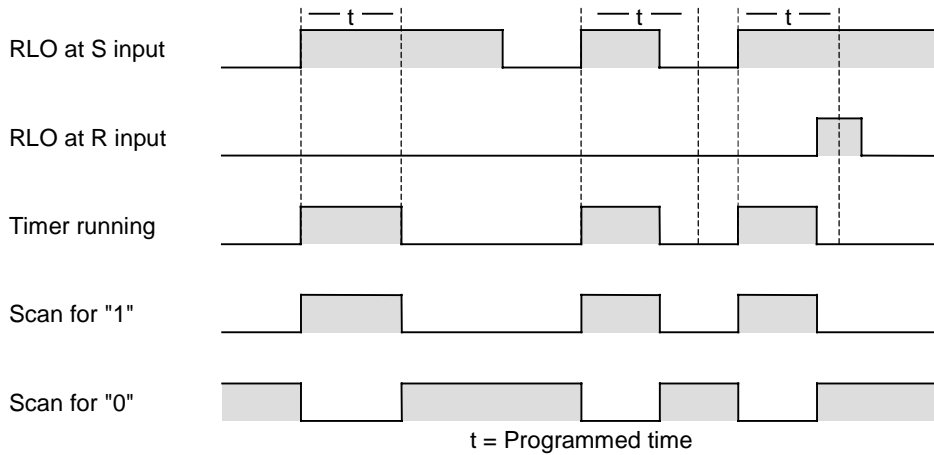 t t t
RLO at S input
RLO at R input
Timer running
Scan for "1"
Scan for "0"
t = Programmed time